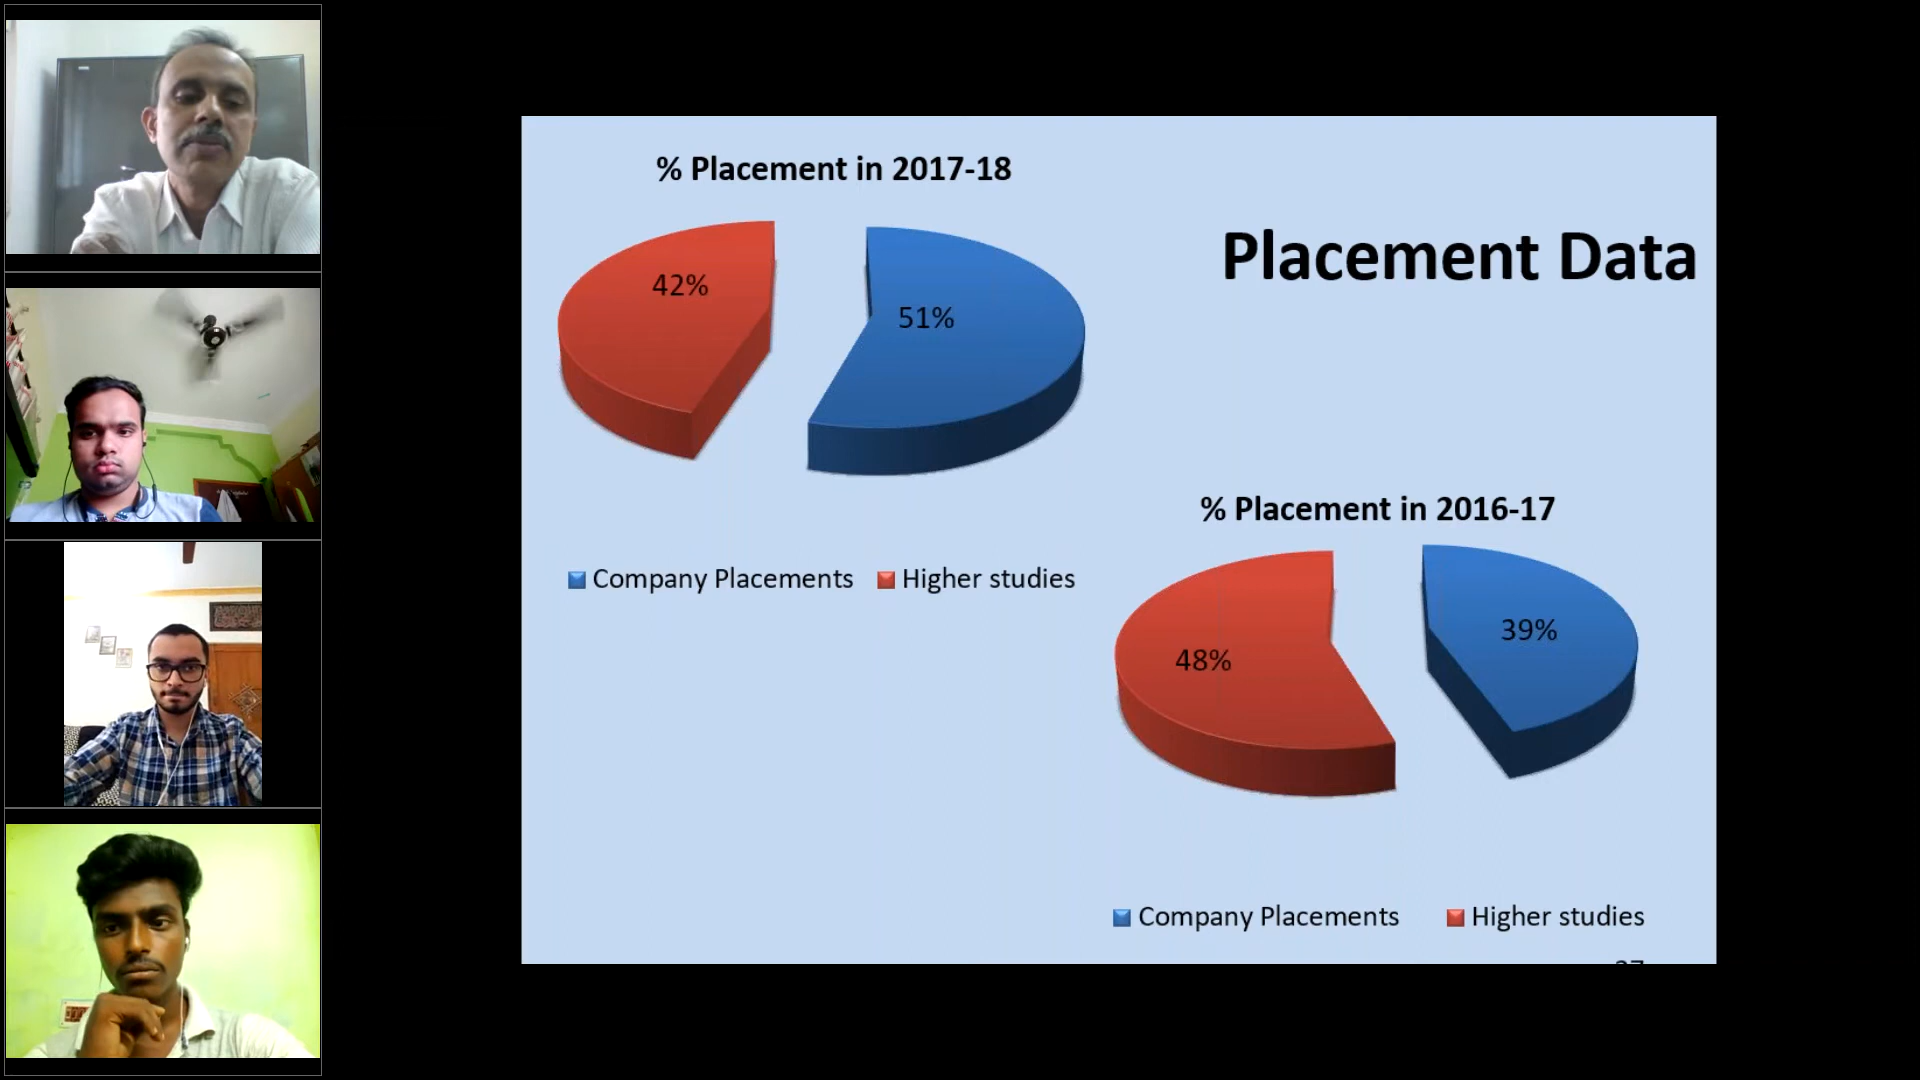 % Placement in 2017-18
42%
51%
Company Placements
Higher studies
Placement Data
% Placement in 2016-17
48%
39%
Company Placements
Higher studies